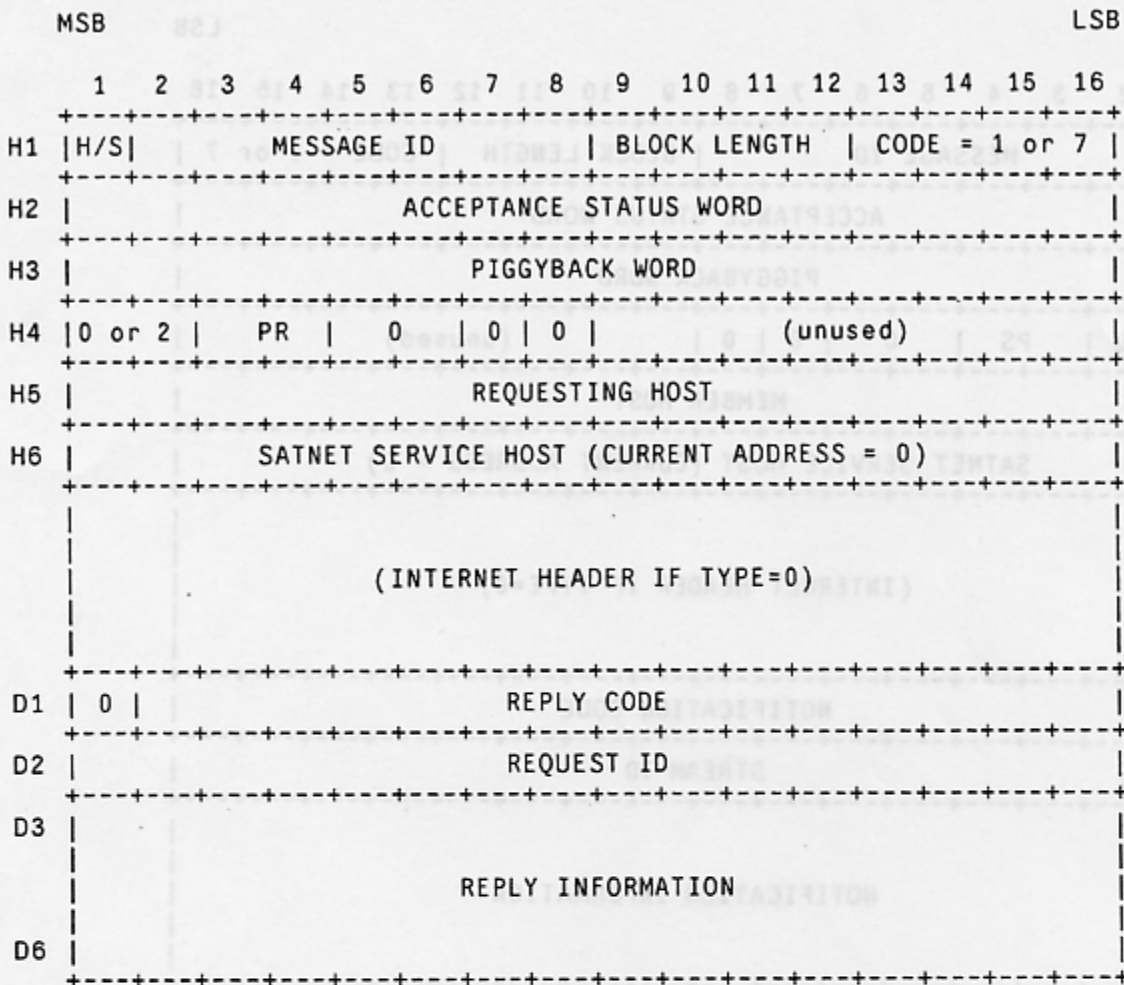 MSB LSB
1 2 3 4 5 6 7 8 9 10 11 12 13 14 15 16
H1 |H/S| MESSAGE ID | BLOCK LENGTH | CODE = 1 or 7 |
H2 | ACCEPTANCE STATUS WORD |
H3 | PIGGYBACK WORD |
H4 |0 or 2 | PR | 0 | 0 | 0 | (unused) |
H5 | REQUESTING HOST |
H6 | SATNET SERVICE HOST (CURRENT ADDRESS = 0) |
(INTERNET HEADER IF TYPE=0)
D1 | 0 | REPLY CODE |
D2 | REQUEST ID |
D3
REPLY INFORMATION
D6